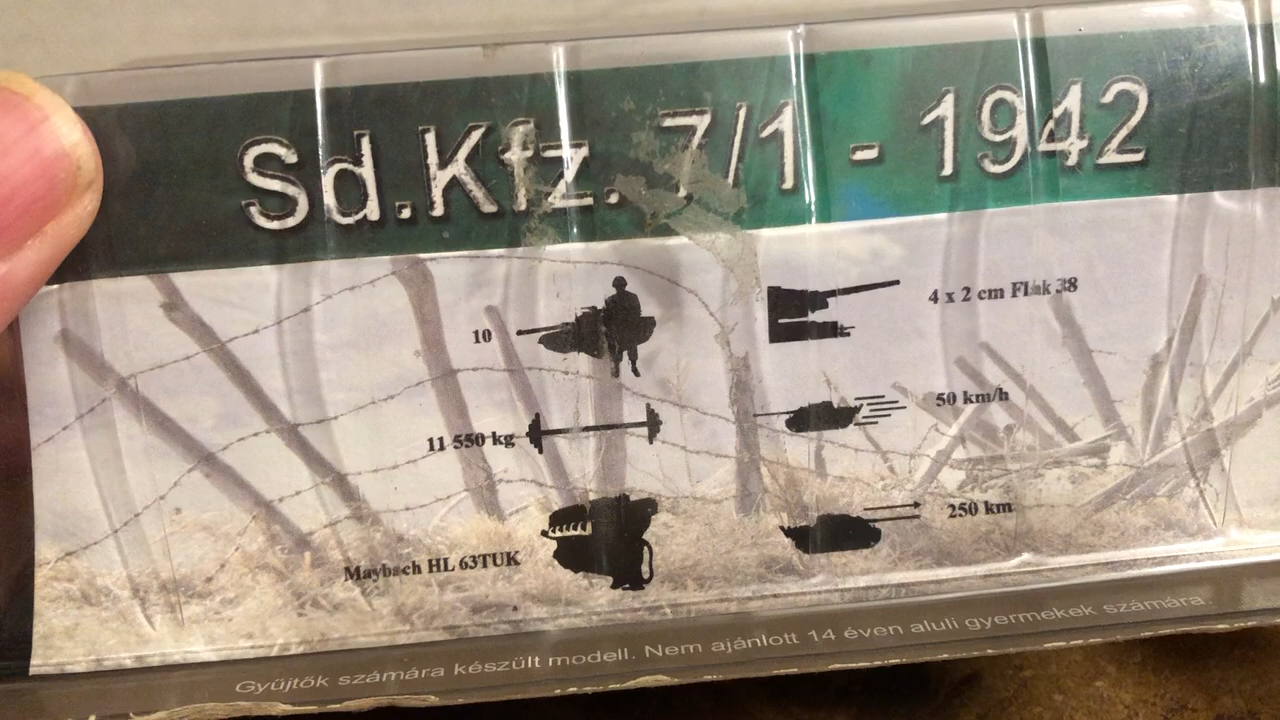 Sd.Kfz. 7/1 - 1942
10
4 x 2 cm Flak 38
11 550 kg
50 km/h
Maybach HL 63TUK
250 km
Gyűjtők számára készült modell. Nem ajánlott 14 éven aluli gyermekek számára.